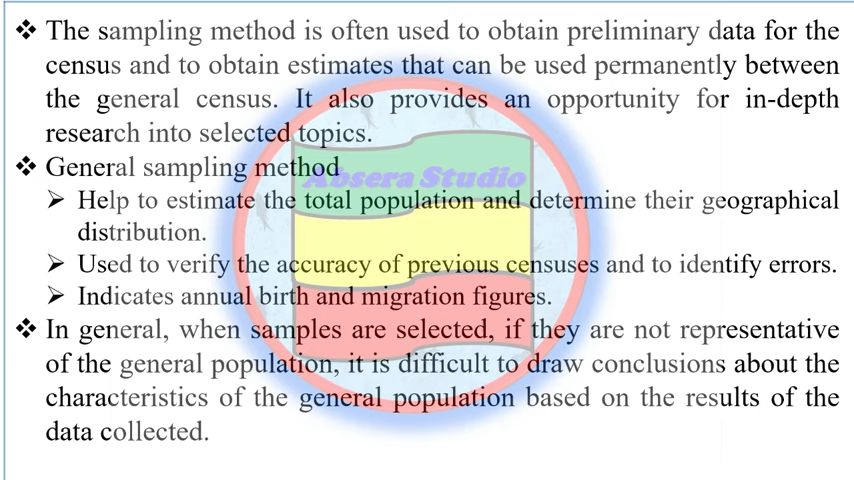 ❖ The sampling method is often used to obtain preliminary data for the
census and to obtain estimates that can be used permanently between
the general census. It also provides an opportunity for in-depth
research into selected topics.
❖ General sampling method
➢ Help to estimate the total population and determine their geographical
distribution.
➢ Used to verify the accuracy of previous censuses and to identify errors.
➢ Indicates annual birth and migration figures.
❖ In general, when samples are selected, if they are not representative
of the general population, it is difficult to draw conclusions about the
characteristics of the general population based on the results of the
data collected.
Absera Studio